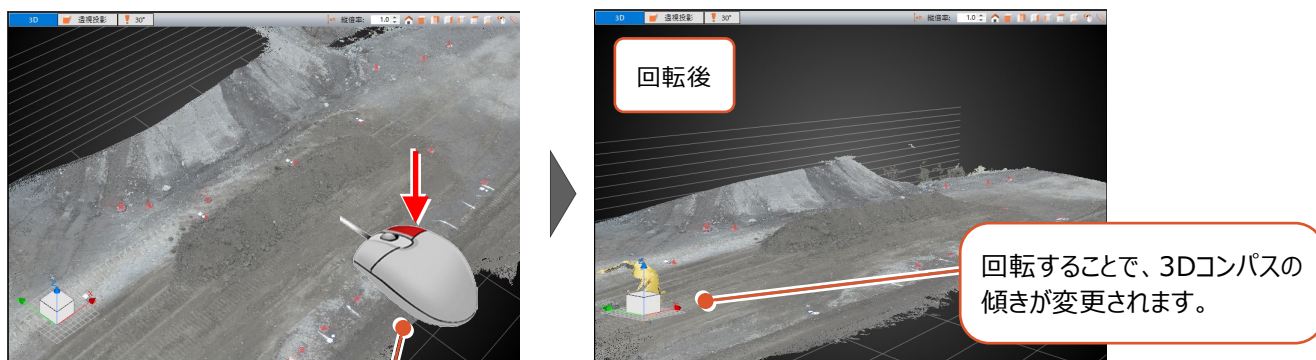 3D 透視投影 30° 縦倍率: 1.0
3D 透視投影 30° 縦倍率: 1.0
回転後
回転することで、3Dコンパスの
傾きが変更されます。